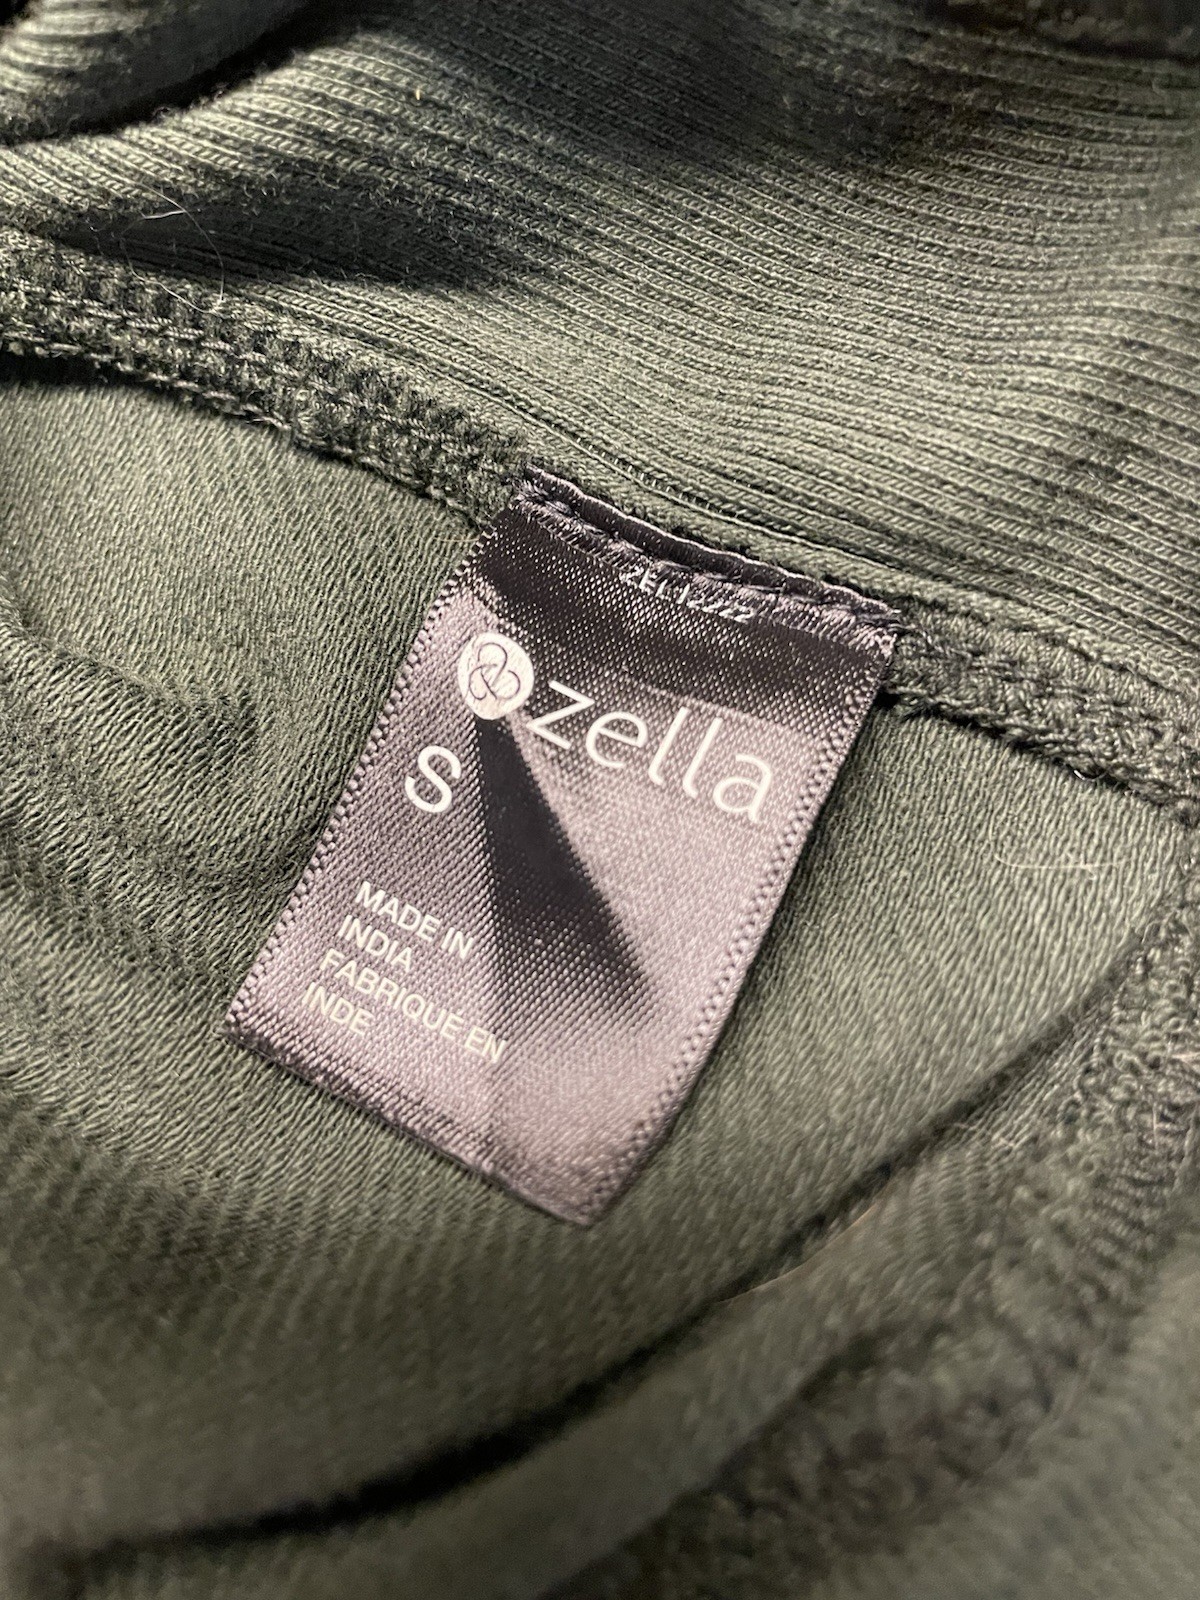 zella
S
MADE IN
INDIA
FABRIQUE EN
INDE